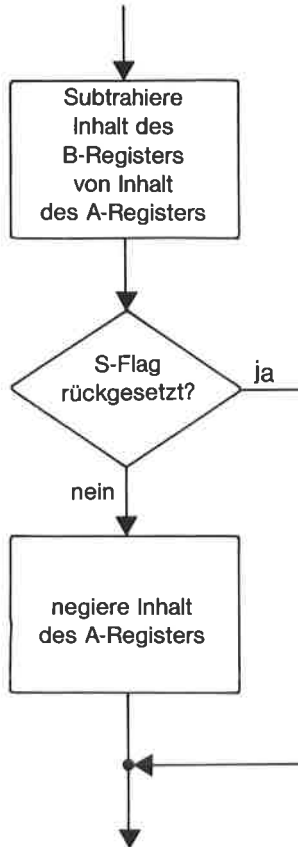 Subtrahiere
Inhalt des
B-Registers
von Inhalt
des A-Registers
S-Flag
rückgesetzt?
ja
nein
negiere Inhalt
des A-Registers